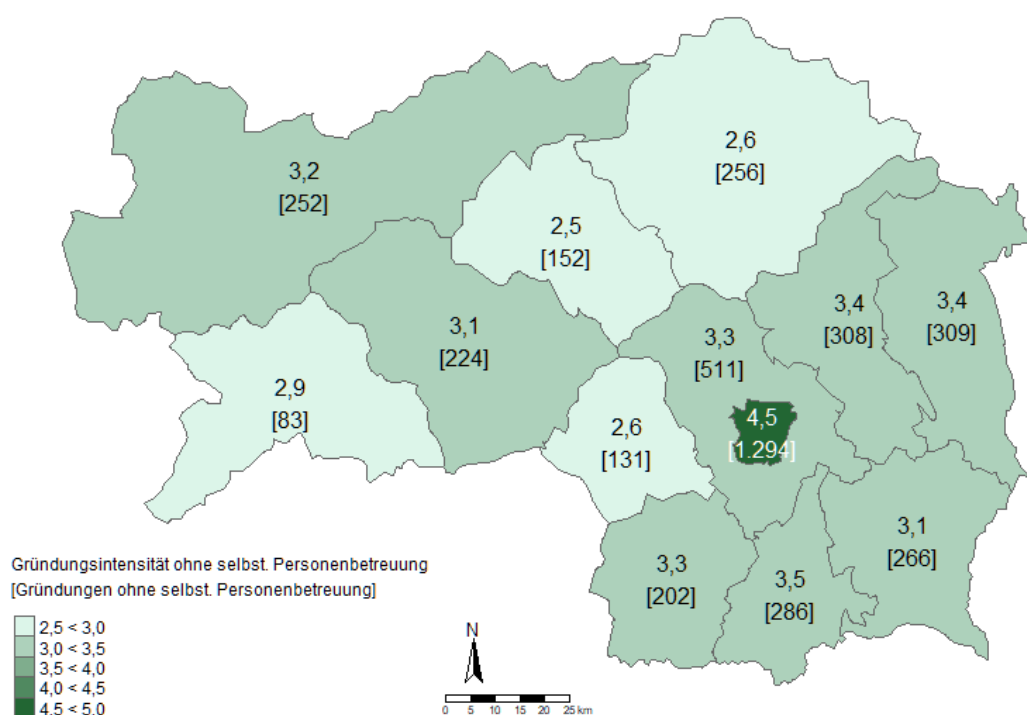 2,6
[256]
3,2
[252]
2,5
[152]
3,4
[308]
3,4
[309]
3,1
[224]
3,3
[511]
2,9
[83]
4,5
[1.294]
2,6
[131]
3,1
[266]
3,3
[202]
3,5
[286]
Gründungsintensität ohne selbst. Personenbetreuung
[Gründungen ohne selbst. Personenbetreuung]
2,5 < 3,0
3,0 < 3,5
3,5 < 4,0
4,0 < 4,5
4,5 < 5,0
N
0 5 10 15 20 25 km